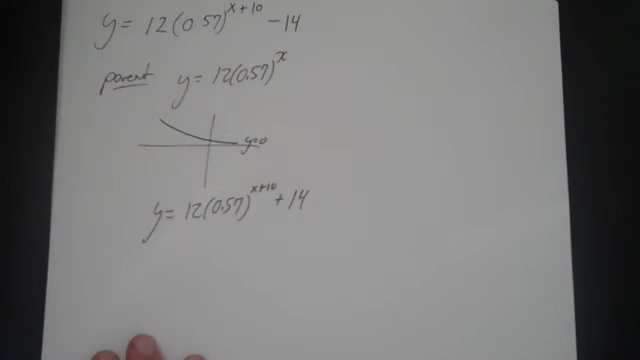 y = 12(0.57)^{x+10} - 14
parent y = 12(0.57)^x
y=0
y = 12(0.57)^{x+10} + 14